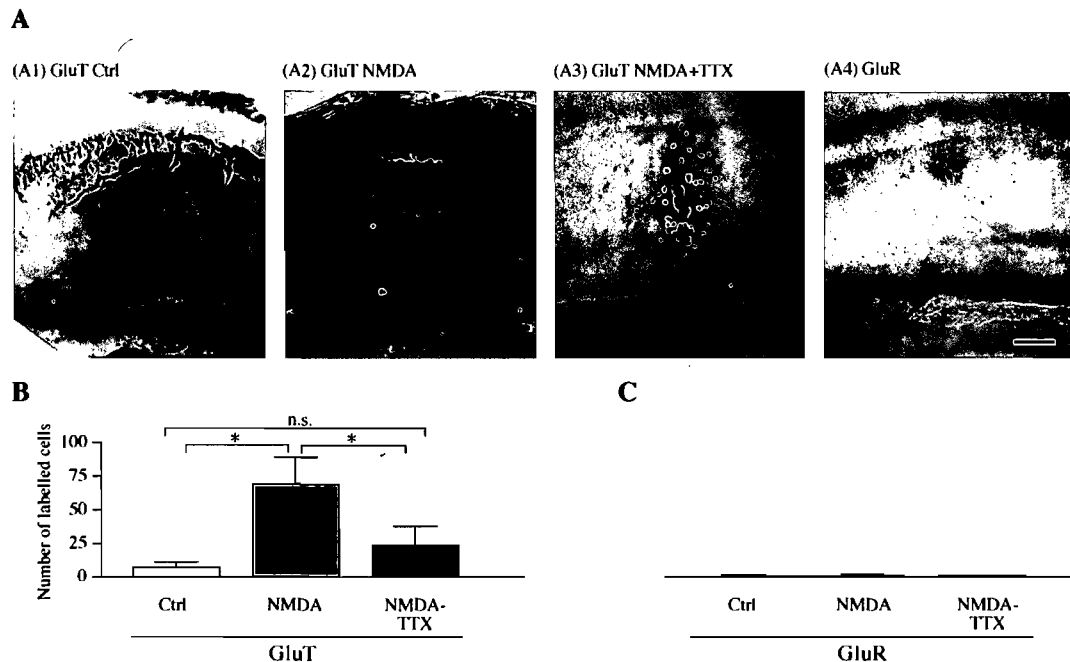 A
(A1) GluT Ctrl
(A2) GluT NMDA
(A3) GluT NMDA+TTX
(A4) GluR
B
C
n.s.
*
*
Number of labelled cells
100
75
50
25
0
Ctrl
NMDA
NMDA-
TTX
GluT
Ctrl
NMDA
NMDA-
TTX
GluR